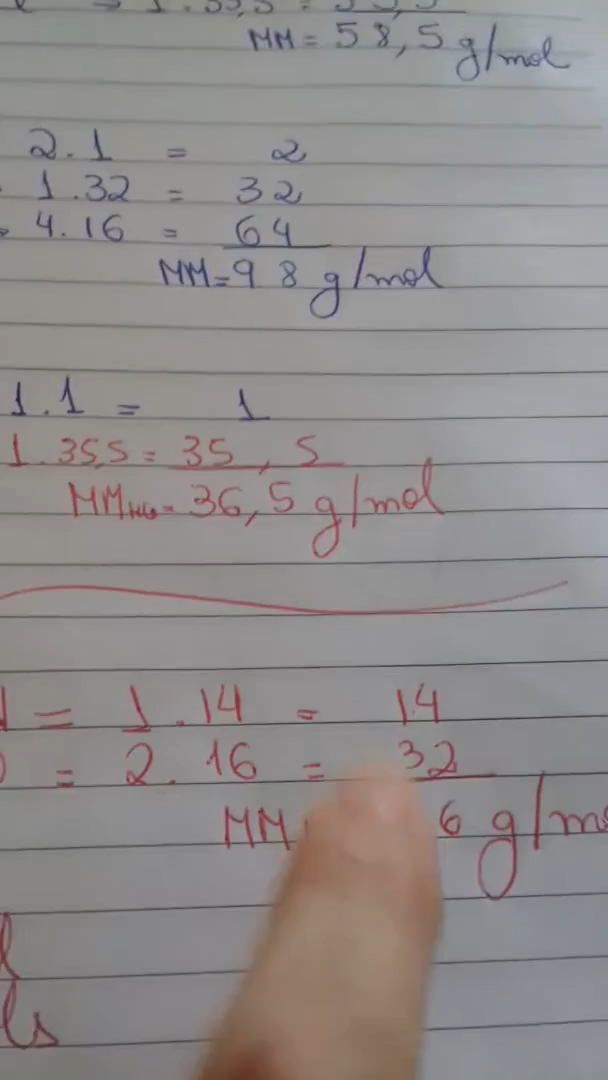 MM = 58,5 g/mol
2.1 = 2
1.32 = 32
4.16 = 64
MM=98 g/mol
1.1 = 1
1.35,5 = 35,5
= 36,5 g/mol
= 1.14 = 14
= 2.16 = 32
MM 6 g/m